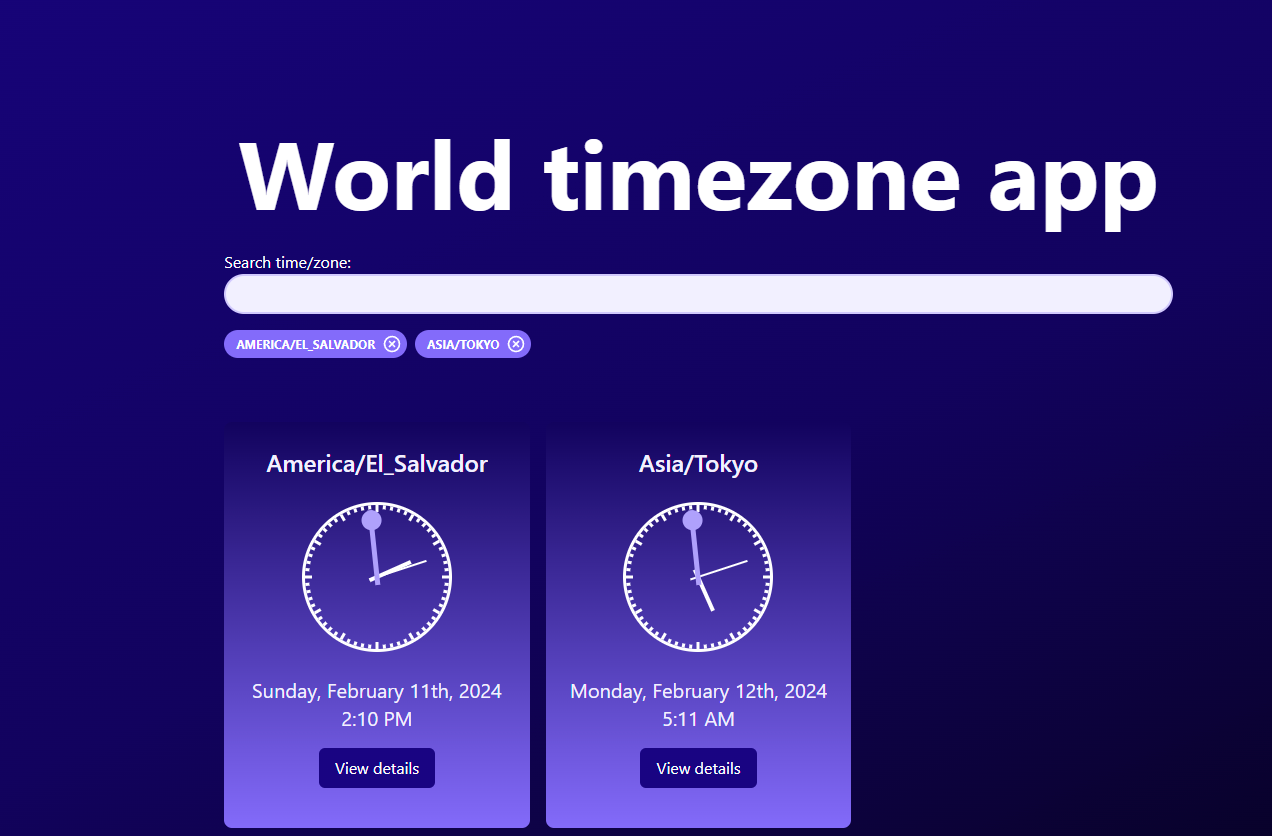 World timezone app
Search time/zone:
AMERICA/EL_SALVADOR
ASIA/TOKYO
America/El_Salvador
Sunday, February 11th, 2024
2:10 PM
View details
Asia/Tokyo
Monday, February 12th, 2024
5:11 AM
View details